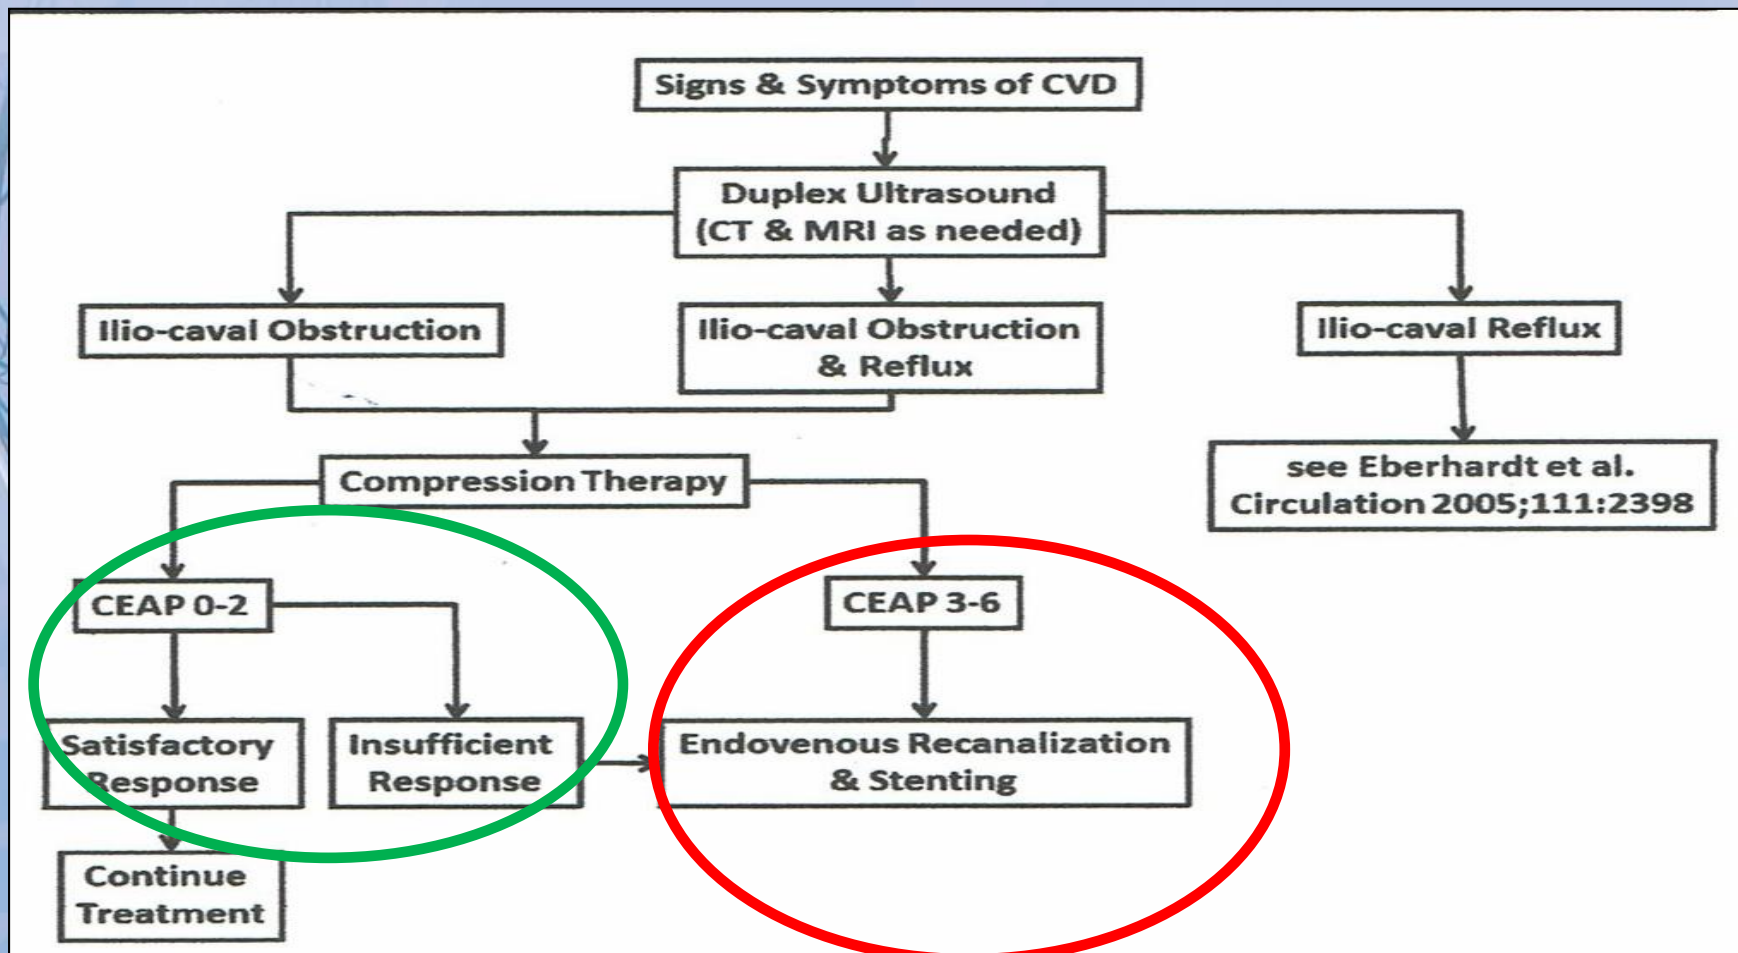 Signs & Symptoms of CVD
Duplex Ultrasound
(CT & MRI as needed)
Ilio-caval Obstruction
Ilio-caval Obstruction
& Reflux
Ilio-caval Reflux
see Eberhardt et al.
Circulation 2005;111:2398
Compression Therapy
CEAP 0-2
CEAP 3-6
Satisfactory
Response
Insufficient
Response
Endovenous Recanalization
& Stenting
Continue
Treatment